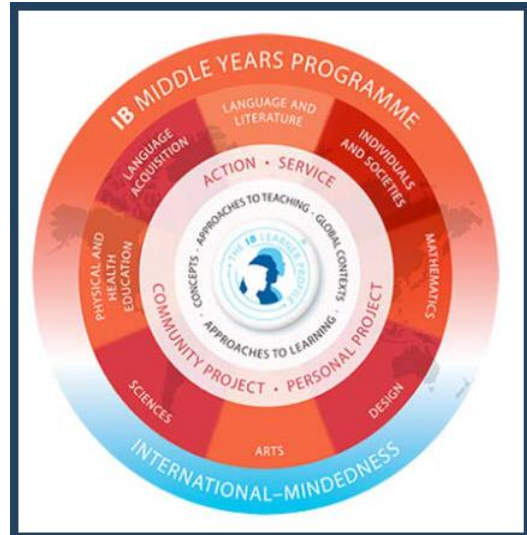 IB MIDDLE YEARS PROGRAMME
LANGUAGE AND
LITERATURE
LANGUAGE
ACQUISITION
INDIVIDUALS
AND SOCIETIES
PHYSICAL AND
HEALTH
EDUCATION
MATHEMATICS
SCIENCES
ARTS
DESIGN
ACTION • SERVICE
COMMUNITY PROJECT • PERSONAL PROJECT
APPROACHES TO TEACHING · GLOBAL CONTEXTS ·
CONCEPTS · APPROACHES TO LEARNING ·
• THE IB LEARNER PROFILE •
INTERNATIONAL–MINDEDNESS